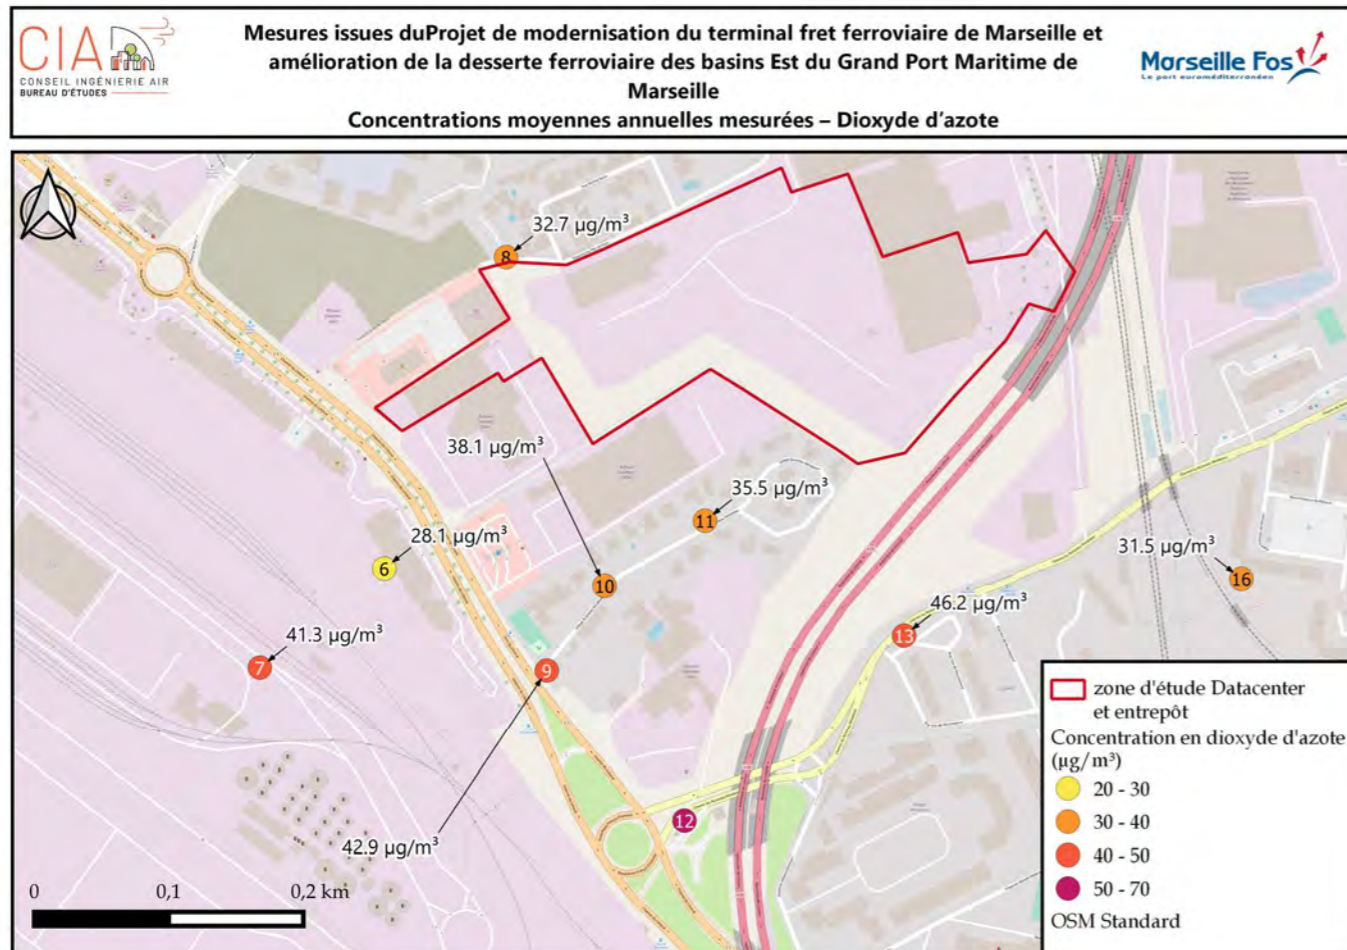 CIA
CONSEIL INGÉNIERIE AIR
BUREAU D'ÉTUDES
Mesures issues duProjet de modernisation du terminal fret ferroviaire de Marseille et
amélioration de la desserte ferroviaire des basins Est du Grand Port Maritime de
Marseille
Concentrations moyennes annuelles mesurées – Dioxyde d'azote
Marseille Fos
Le port euroméditerranéen
32.7 µg/m³
8
38.1 µg/m³
35.5 µg/m³
11
28.1 µg/m³
6
10
31.5 µg/m³
16
46.2 µg/m³
13
41.3 µg/m³
7
9
42.9 µg/m³
12
0 0,1 0,2 km
zone d'étude Datacenter
et entrepôt
Concentration en dioxyde d'azote
(µg/m³)
20 - 30
30 - 40
40 - 50
50 - 70
OSM Standard